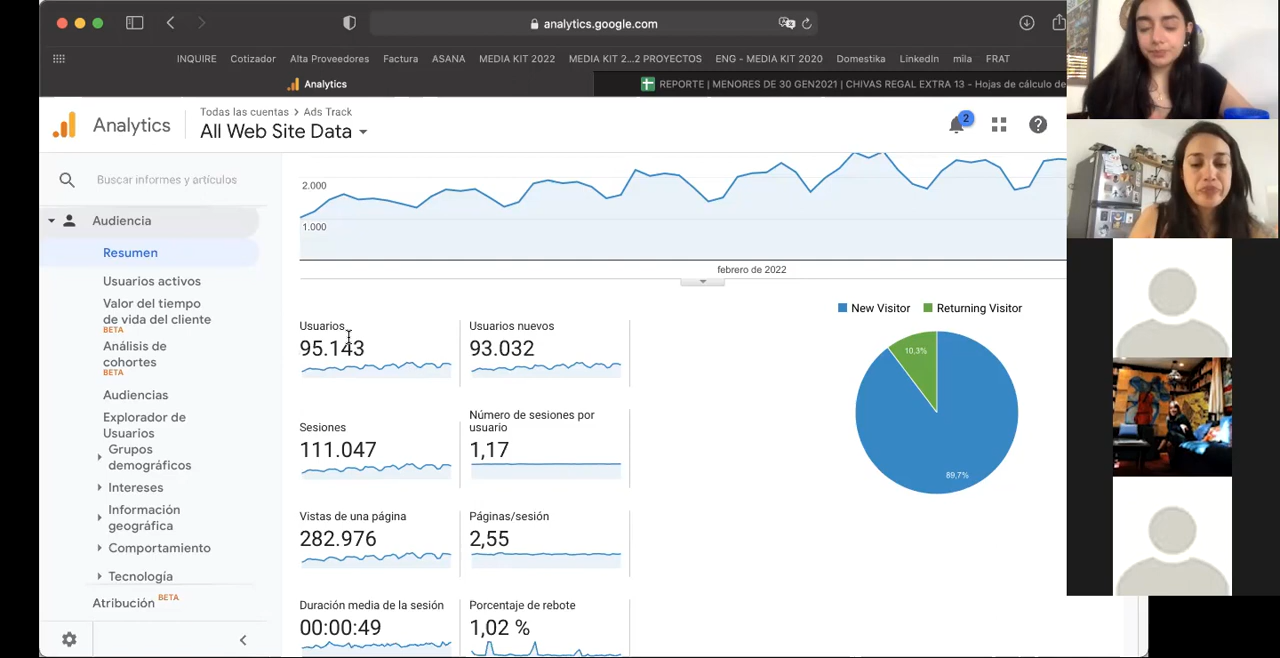 analytics.google.com
INQUIRE Cotizador Alta Proveedores Factura ASANA MEDIA KIT 2022 MEDIA KIT 2...2 PROYECTOS ENG - MEDIA KIT 2020 Domestika LinkedIn mila FRAT
Analytics
REPORTE | MENORES DE 30 GEN2021 | CHIVAS REGAL EXTRA 13 - Hojas de cálculo de
Analytics
Todas las cuentas > Ads Track
All Web Site Data
2
Buscar informes y artículos
Audiencia
Resumen
Usuarios activos
Valor del tiempo
de vida del cliente
BETA
Análisis de
cohortes
BETA
Audiencias
Explorador de
Usuarios
Grupos
demográficos
Intereses
Información
geográfica
Comportamiento
Tecnología
Atribución BETA
2.000
1.000
febrero de 2022
New Visitor Returning Visitor
10,3%
89,7%
Usuarios
95.143
Usuarios nuevos
93.032
Sesiones
111.047
Número de sesiones por
usuario
1,17
Vistas de una página
282.976
Páginas/sesión
2,55
Duración media de la sesión
00:00:49
Porcentaje de rebote
1,02 %